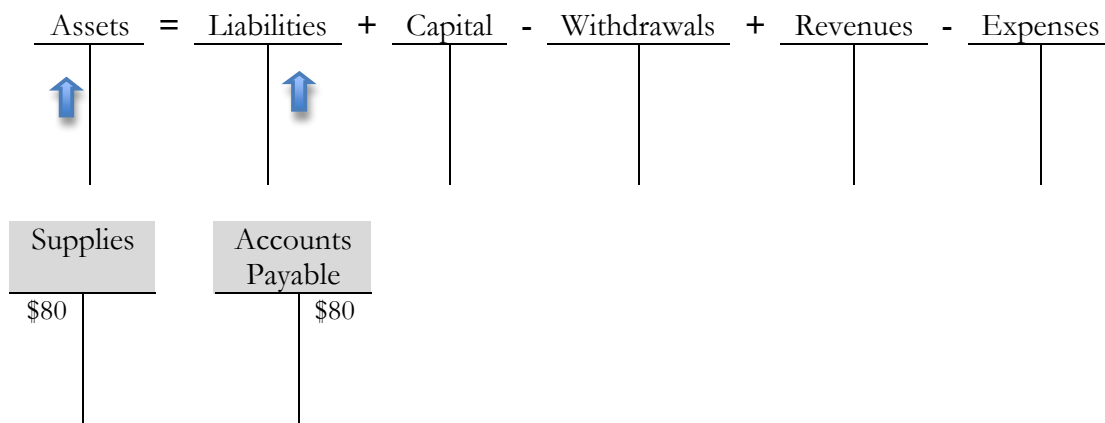 Assets = Liabilities + Capital - Withdrawals + Revenues - Expenses
Supplies
Accounts
Payable
$80
$80